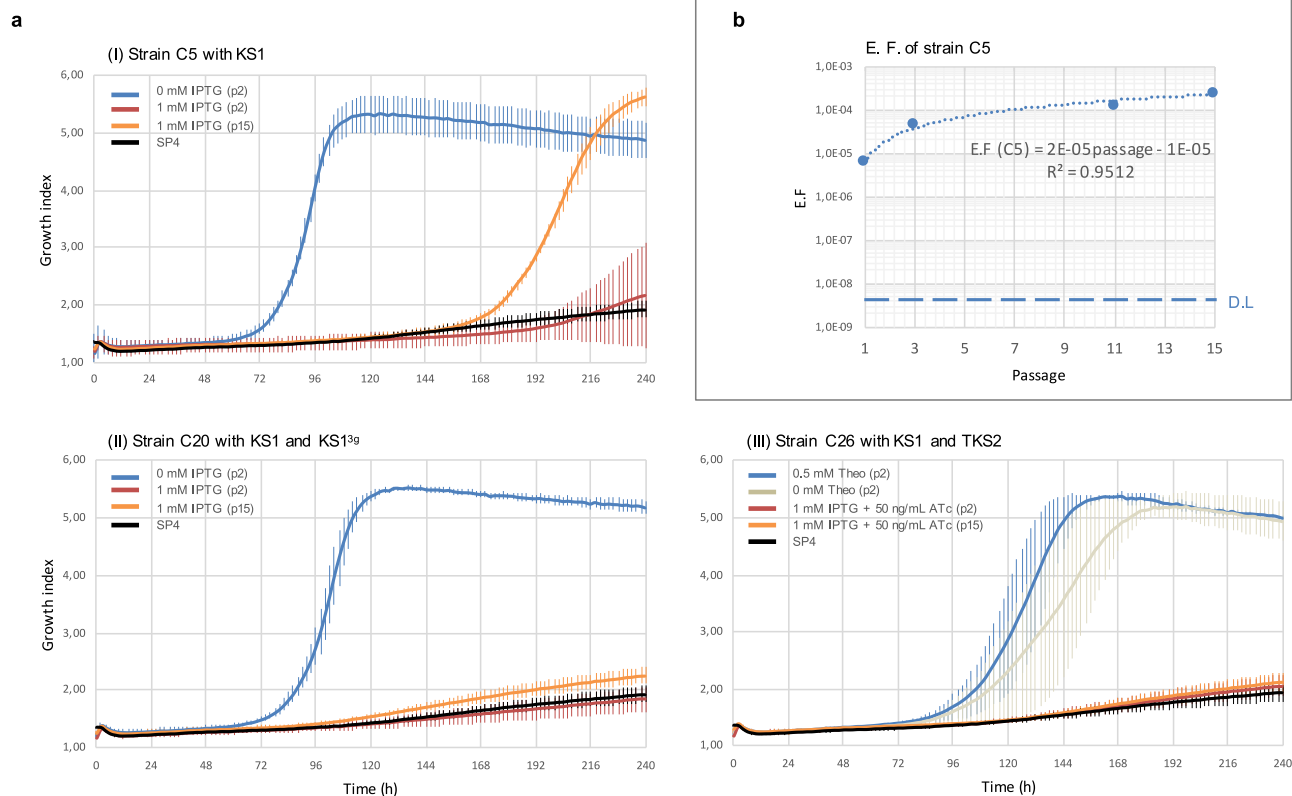 a
(I) Strain C5 with KS1
6,00
5,00
4,00
3,00
2,00
1,00
Growth index
0 mM IPTG (p2)
1 mM IPTG (p2)
1 mM IPTG (p15)
SP4
0 24 48 72 96 120 144 168 192 216 240
b
E. F. of strain C5
1,0E-03
1,0E-04
1,0E-05
1,0E-06
1,0E-07
1,0E-08
1,0E-09
E.F
E.F (C5) = 2E-05passage - 1E-05
R² = 0.9512
D.L
1 3 5 7 9 11 13 15
Passage
(II) Strain C20 with KS1 and KS1³ᵍ
6,00
5,00
4,00
3,00
2,00
1,00
Growth index
0 mM IPTG (p2)
1 mM IPTG (p2)
1 mM IPTG (p15)
SP4
0 24 48 72 96 120 144 168 192 216 240
Time (h)
(III) Strain C26 with KS1 and TKS2
6,00
5,00
4,00
3,00
2,00
1,00
0.5 mM Theo (p2)
0 mM Theo (p2)
1 mM IPTG + 50 ng/mL ATc (p2)
1 mM IPTG + 50 ng/mL ATc (p15)
SP4
0 24 48 72 96 120 144 168 192 216 240
Time (h)